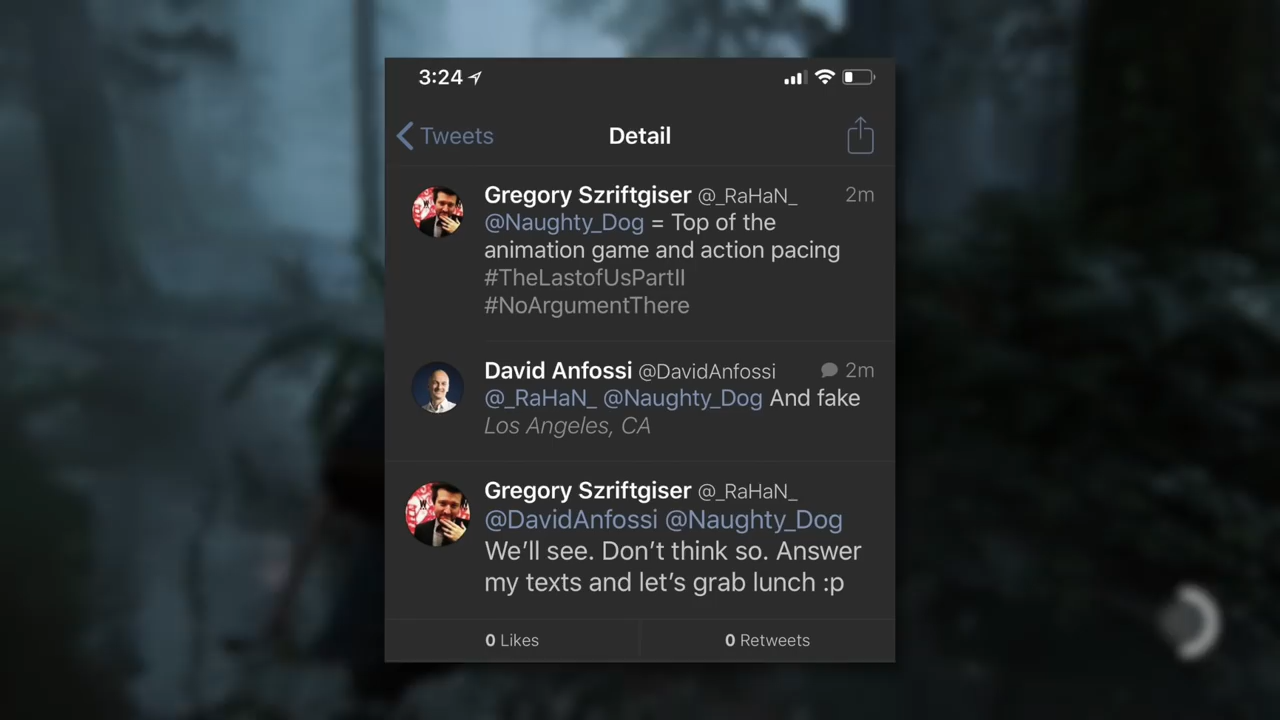 3:24
Tweets
Detail
Gregory Szriftgiser @_RaHaN_ 2m
@Naughty_Dog = Top of the
animation game and action pacing
#TheLastofUsPartII
#NoArgumentThere
David Anfossi @DavidAnfossi 2m
@_RaHaN_ @Naughty_Dog And fake
Los Angeles, CA
Gregory Szriftgiser @_RaHaN_
@DavidAnfossi @Naughty_Dog
We’ll see. Don’t think so. Answer
my texts and let’s grab lunch :p
0 Likes
0 Retweets